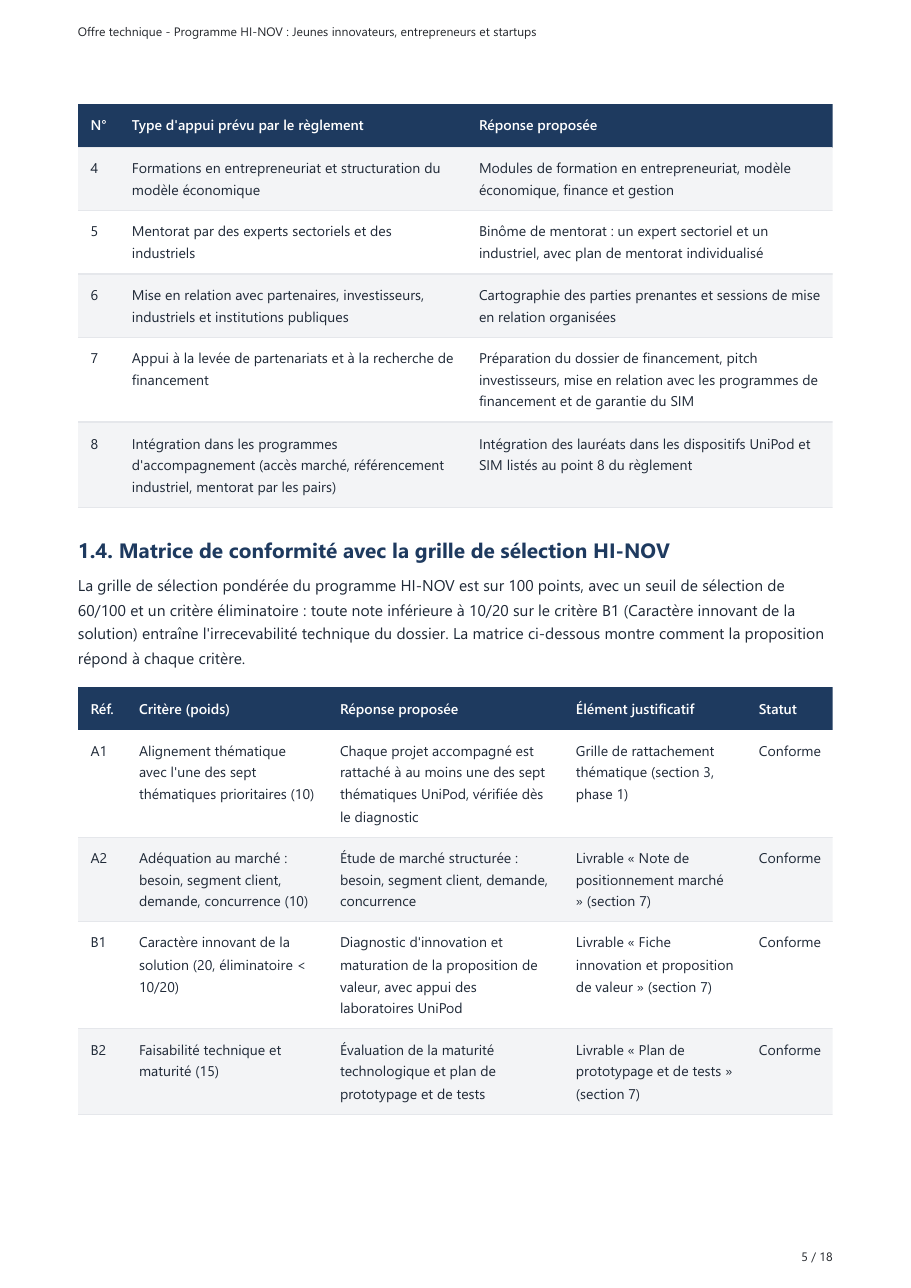 Offre technique - Programme HI-NOV : Jeunes innovateurs, entrepreneurs et startups
N° Type d'appui prévu par le règlement Réponse proposée
4 Formations en entrepreneuriat et structuration du Modules de formation en entrepreneuriat, modèle
modèle économique économique, finance et gestion
5 Mentorat par des experts sectoriels et des Binôme de mentorat : un expert sectoriel et un
industriels industriel, avec plan de mentorat individualisé
6 Mise en relation avec partenaires, investisseurs, Cartographie des parties prenantes et sessions de mise
industriels et institutions publiques en relation organisées
7 Appui à la levée de partenariats et à la recherche de Préparation du dossier de financement, pitch
financement investisseurs, mise en relation avec les programmes de
financement et de garantie du SIM
8 Intégration dans les programmes Intégration des lauréats dans les dispositifs UniPod et
d'accompagnement (accès marché, référencement SIM listés au point 8 du règlement
industriel, mentorat par les pairs)
1.4. Matrice de conformité avec la grille de sélection HI-NOV
La grille de sélection pondérée du programme HI-NOV est sur 100 points, avec un seuil de sélection de
60/100 et un critère éliminatoire : toute note inférieure à 10/20 sur le critère B1 (Caractère innovant de la
solution) entraîne l'irrecevabilité technique du dossier. La matrice ci-dessous montre comment la proposition
répond à chaque critère.
Réf. Critère (poids) Réponse proposée Élément justificatif Statut
A1 Alignement thématique Chaque projet accompagné est Grille de rattachement Conforme
avec l'une des sept rattaché à au moins une des sept thématique (section 3,
thématiques prioritaires (10) thématiques UniPod, vérifiée dès phase 1)
le diagnostic
A2 Adéquation au marché : Étude de marché structurée : Livrable « Note de Conforme
besoin, segment client, besoin, segment client, demande, positionnement marché
demande, concurrence (10) concurrence » (section 7)
B1 Caractère innovant de la Diagnostic d'innovation et Livrable « Fiche Conforme
solution (20, éliminatoire < maturation de la proposition de innovation et proposition
10/20) valeur, avec appui des de valeur » (section 7)
laboratoires UniPod
B2 Faisabilité technique et Évaluation de la maturité Livrable « Plan de Conforme
maturité (15) technologique et plan de prototypage et de tests »
prototypage et de tests (section 7)
5 / 18